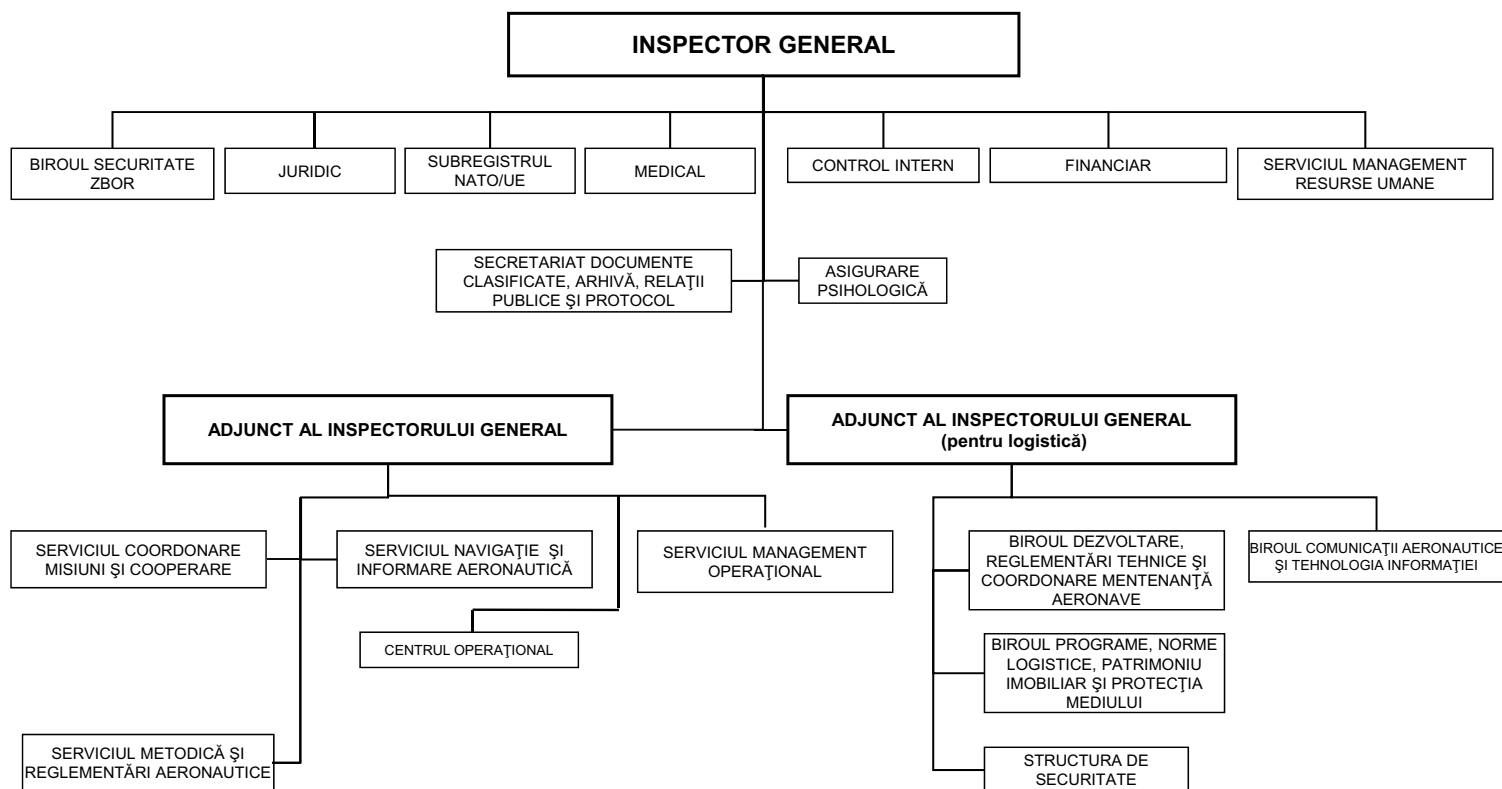 INSPECTOR GENERAL
BIROUL SECURITATE
ZBOR
JURIDIC
SUBREGISTRUL
NATO/UE
MEDICAL
CONTROL INTERN
FINANCIAR
SERVICIUL MANAGEMENT
RESURSE UMANE
SECRETARIAT DOCUMENTE
CLASIFICATE, ARHIVĂ, RELAŢII
PUBLICE ŞI PROTOCOL
ASIGURARE
PSIHOLOGICĂ
ADJUNCT AL INSPECTORULUI GENERAL
ADJUNCT AL INSPECTORULUI GENERAL
(pentru logistică)
SERVICIUL COORDONARE
MISIUNI ŞI COOPERARE
SERVICIUL NAVIGAŢIE ŞI
INFORMARE AERONAUTICĂ
SERVICIUL MANAGEMENT
OPERAŢIONAL
BIROUL DEZVOLTARE,
REGLEMENTĂRI TEHNICE ŞI
COORDONARE MENTENANŢĂ
AERONAVE
BIROUL COMUNICAŢII AERONAUTICE
ŞI TEHNOLOGIA INFORMAŢIEI
CENTRUL OPERAŢIONAL
BIROUL PROGRAME, NORME
LOGISTICE, PATRIMONIU
IMOBILIAR ŞI PROTECŢIA
MEDIULUI
SERVICIUL METODICĂ ŞI
REGLEMENTĂRI AERONAUTICE
STRUCTURA DE
SECURITATE